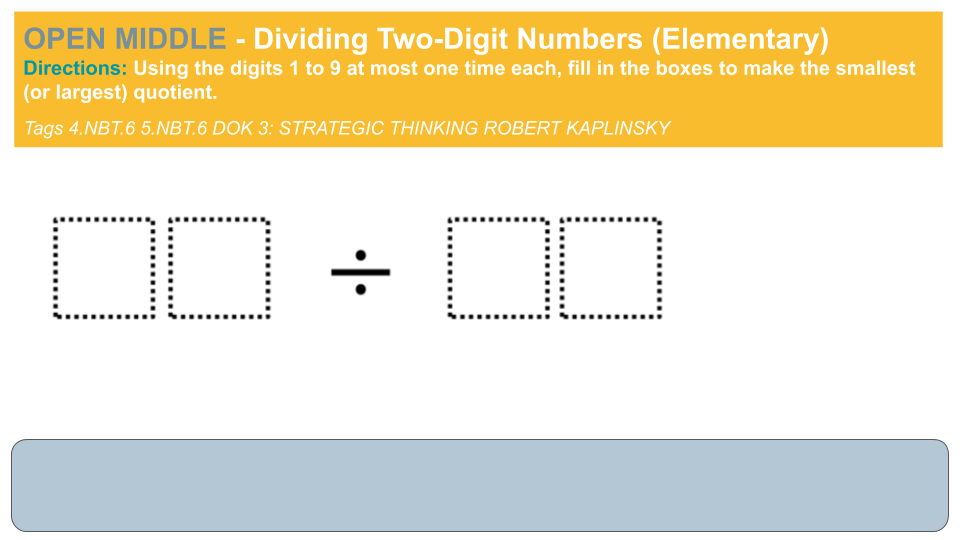 OPEN MIDDLE - Dividing Two-Digit Numbers (Elementary)
Directions: Using the digits 1 to 9 at most one time each, fill in the boxes to make the smallest
(or largest) quotient.
Tags 4.NBT.6 5.NBT.6 DOK 3: STRATEGIC THINKING ROBERT KAPLINSKY
÷